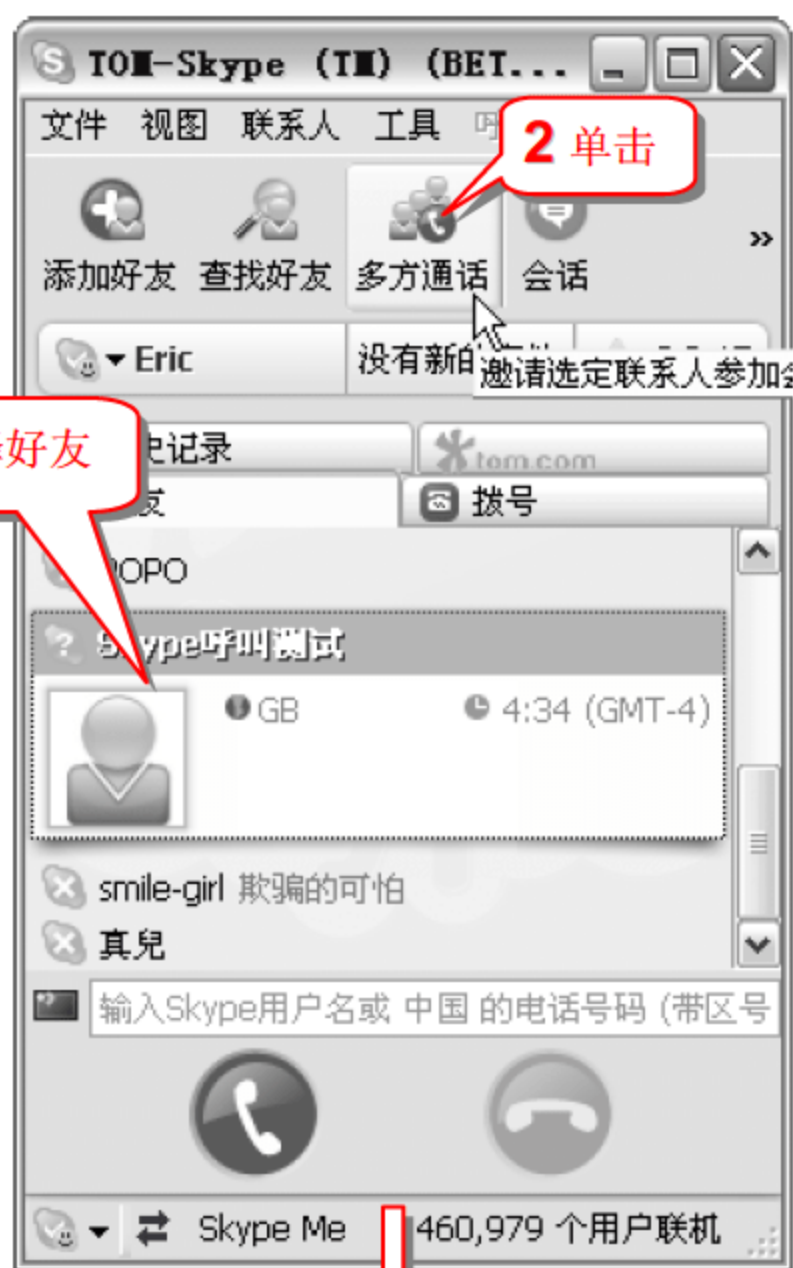 TOM-Skype (TM) (BET...
文件 视图 联系人 工具 呼
2 单击
添加好友 查找好友 多方通话 会话 »
Eric 没有新的
邀请选定联系人参加会
好友
史记录 tom.com
友 拨号
POPO
Skype呼叫测试
GB 4:34 (GMT-4)
smile-girl 欺骗的可怕
真兒
输入Skype用户名或 中国 的电话号码 (带区号
Skype Me 460,979 个用户联机